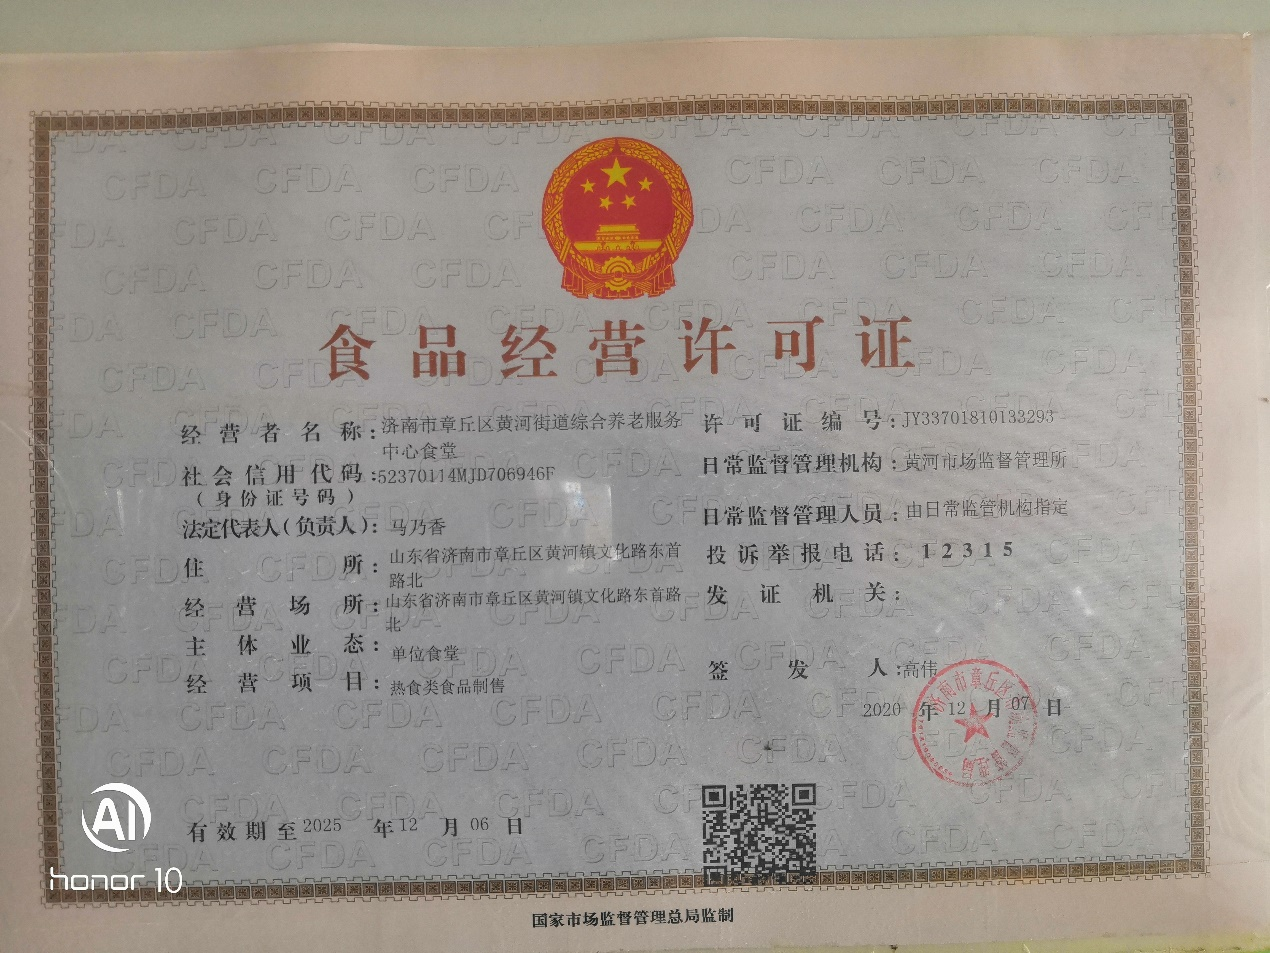 食品经营许可证
经营者名称：济南市章丘区黄河街道综合养老服务
中心食堂
社会信用代码：52370114MJD706946F
（身份证号码）
法定代表人（负责人）：马乃香
住所：山东省济南市章丘区黄河镇文化路东首
路北
经营场所：山东省济南市章丘区黄河镇文化路东首路
北
主体业态：单位食堂
经营项目：热食类食品制售
有效期至2025年12月06日
许可证编号：JY33701810133293
日常监督管理机构：黄河市场监督管理所
日常监督管理人员：由日常监管机构指定
投诉举报电话：12315
发证机关：
签发人：高伟
2020年12月07日
济南市章丘区
国家市场监督管理总局监制
CFDA
AI
honor 10